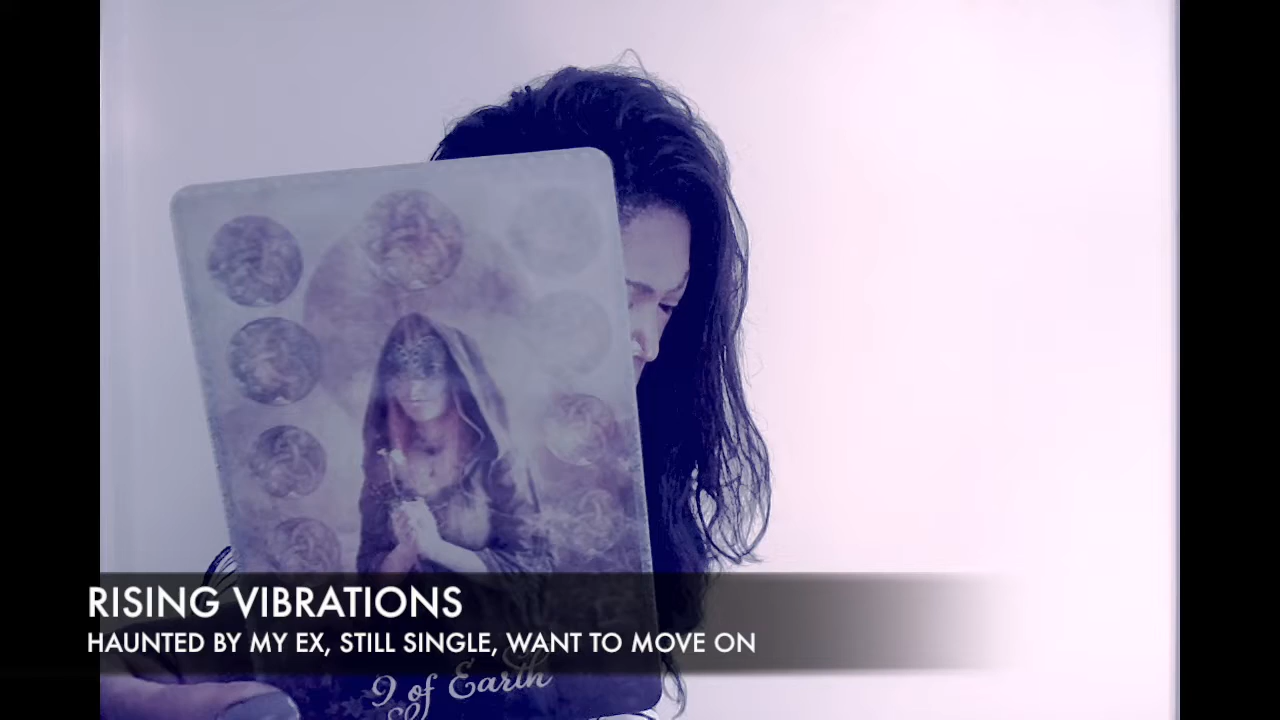 RISING VIBRATIONS
HAUNTED BY MY EX, STILL SINGLE, WANT TO MOVE ON
9 of Earth